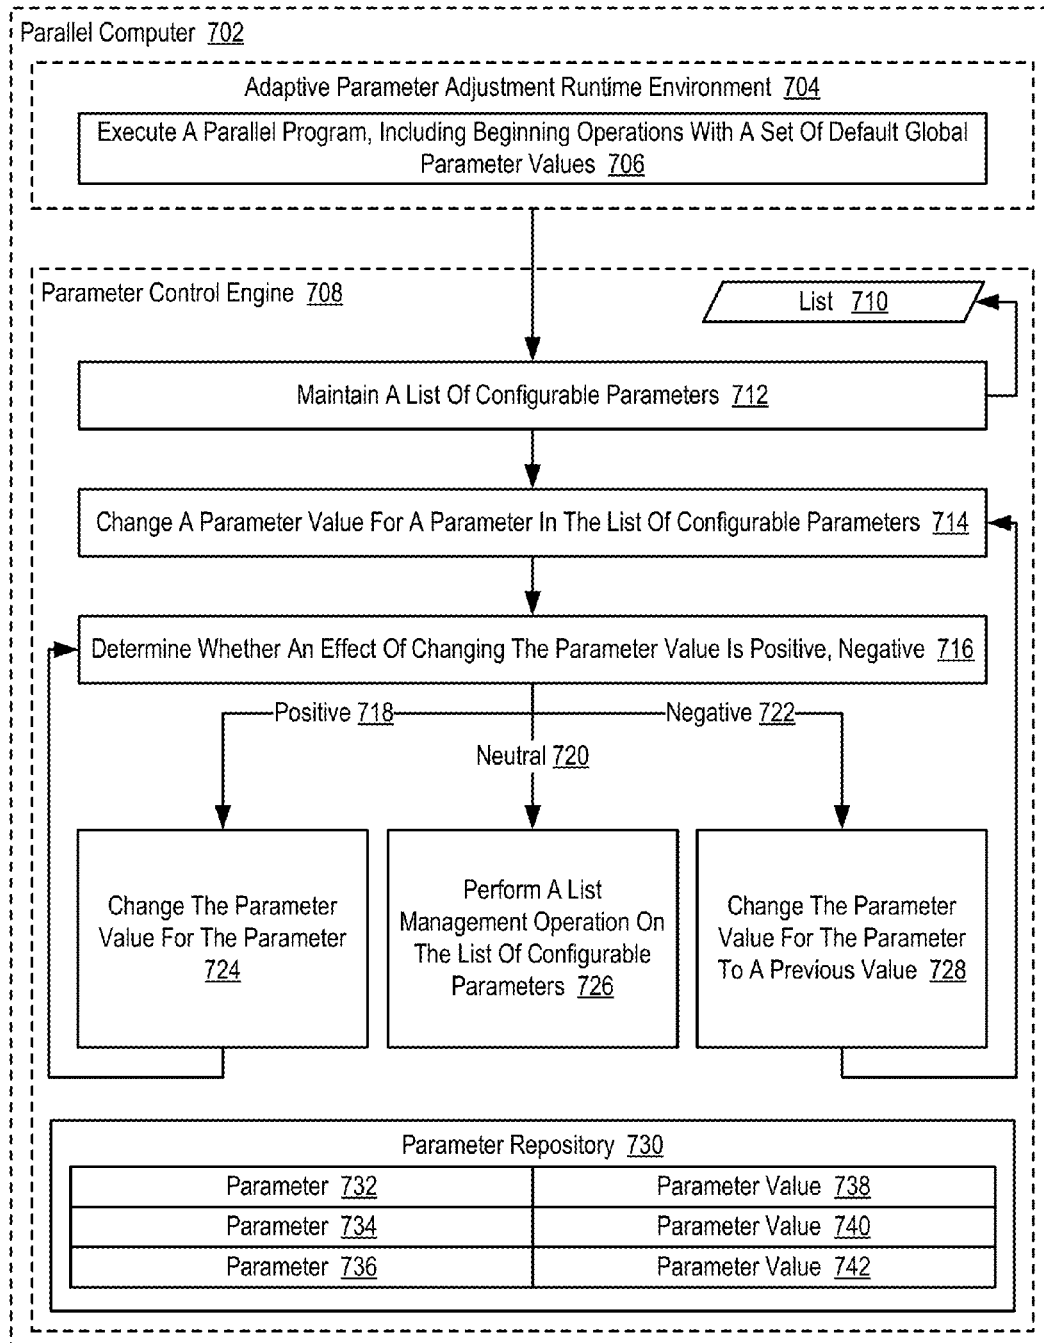 Parallel Computer 702
Adaptive Parameter Adjustment Runtime Environment 704
Execute A Parallel Program, Including Beginning Operations With A Set Of Default Global
Parameter Values 706
Parameter Control Engine 708
List 710
Maintain A List Of Configurable Parameters 712
Change A Parameter Value For A Parameter In The List Of Configurable Parameters 714
Determine Whether An Effect Of Changing The Parameter Value Is Positive, Negative 716
Positive 718
Negative 722
Neutral 720
Change The Parameter
Value For The Parameter
724
Perform A List
Management Operation On
The List Of Configurable
Parameters 726
Change The Parameter
Value For The Parameter
To A Previous Value 728
Parameter Repository 730
Parameter 732
Parameter Value 738
Parameter 734
Parameter Value 740
Parameter 736
Parameter Value 742